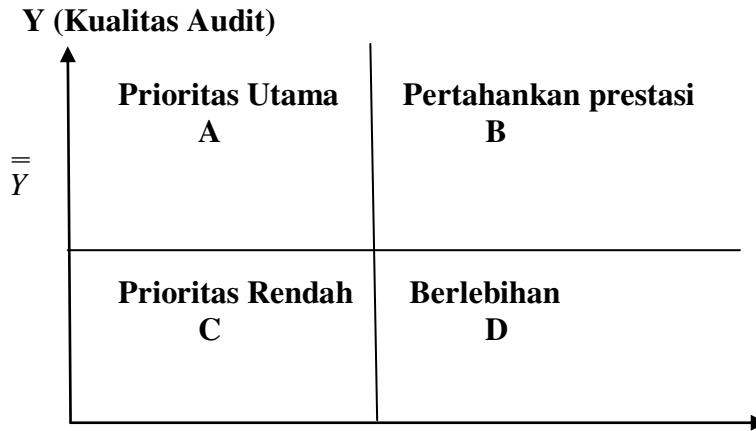 Y (Kualitas Audit)
Prioritas Utama
A
Pertahankan prestasi
B
Y̿
Prioritas Rendah
C
Berlebihan
D